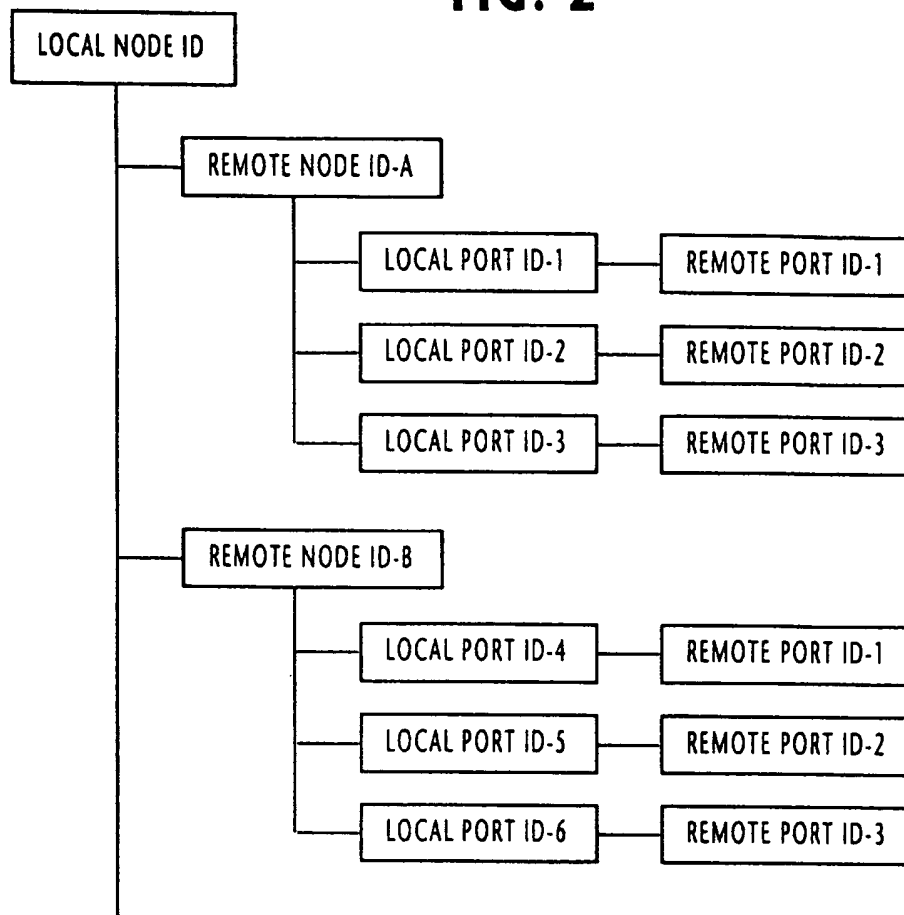 FIG. 2
LOCAL NODE ID
REMOTE NODE ID-A
LOCAL PORT ID-1 REMOTE PORT ID-1
LOCAL PORT ID-2 REMOTE PORT ID-2
LOCAL PORT ID-3 REMOTE PORT ID-3
REMOTE NODE ID-B
LOCAL PORT ID-4 REMOTE PORT ID-1
LOCAL PORT ID-5 REMOTE PORT ID-2
LOCAL PORT ID-6 REMOTE PORT ID-3